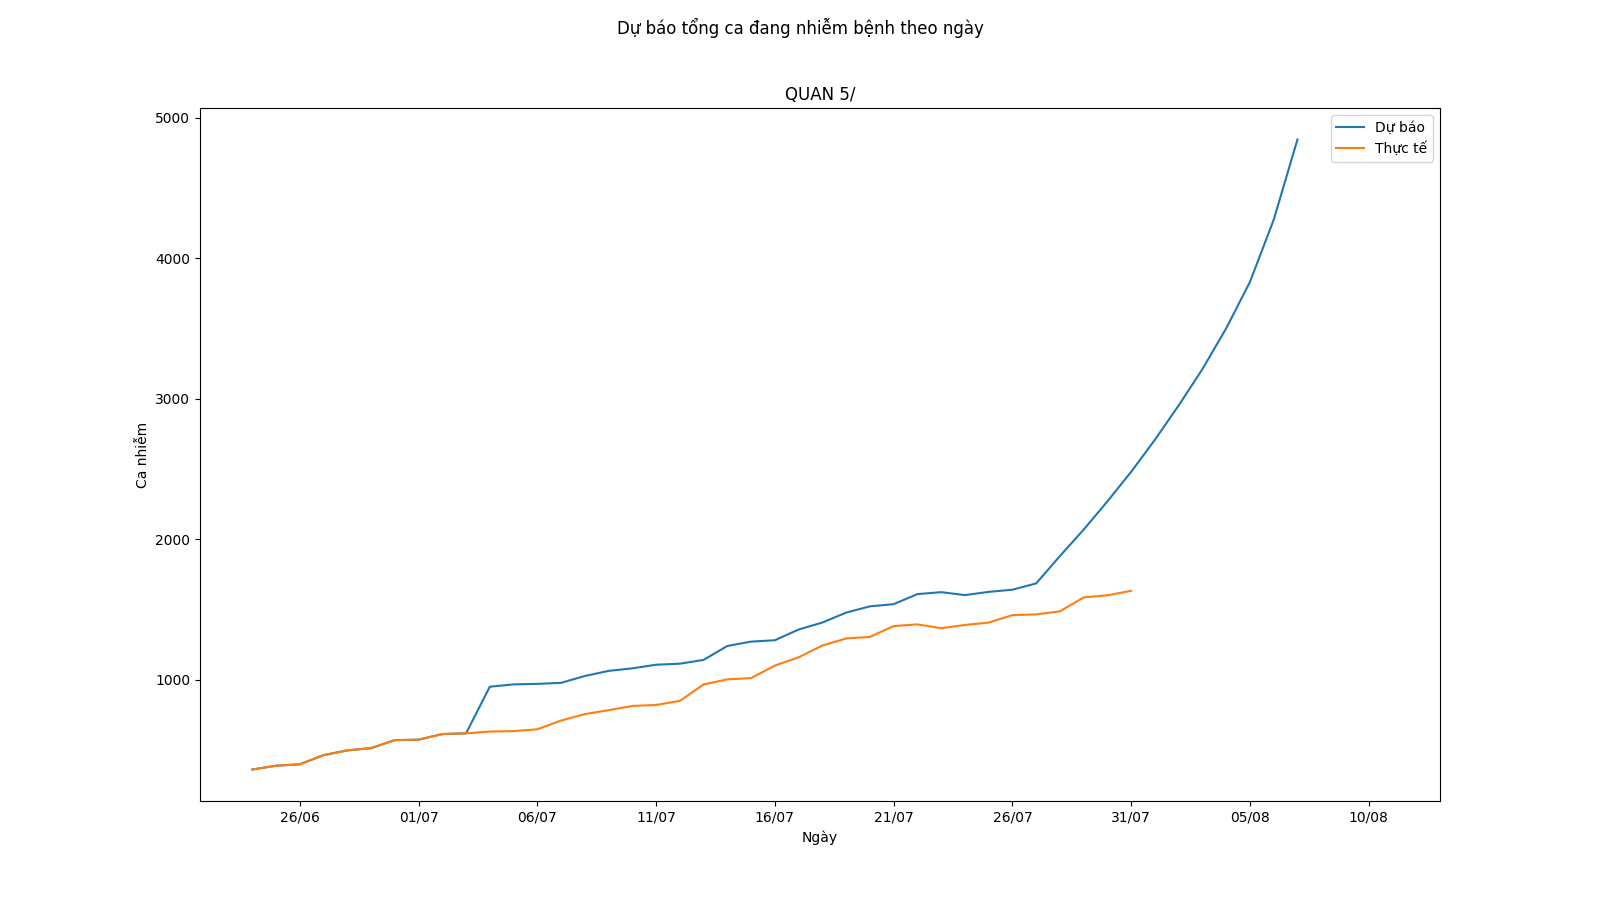 Dự báo tổng ca đang nhiễm bệnh theo ngày
QUAN 5/
Dự báo
Thực tế
5000
4000
3000
2000
1000
Ca nhiễm
26/06
01/07
06/07
11/07
16/07
21/07
26/07
31/07
05/08
10/08
Ngày